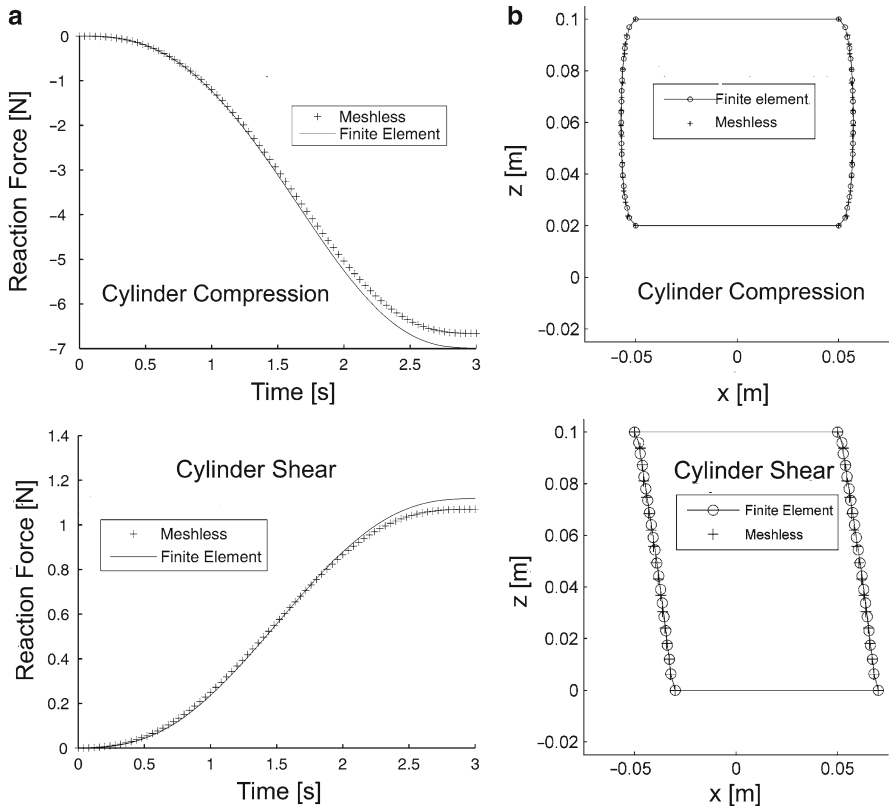 a
Reaction Force [N]
0
−1
−2
−3
−4
−5
−6
−7
Meshless
Finite Element
Cylinder Compression
0
0.5
1
1.5
2
2.5
3
Time [s]
b
z [m]
0.1
0.08
0.06
0.04
0.02
0
−0.02
Finite element
Meshless
Cylinder Compression
−0.05
0
0.05
x [m]
Reaction Force [N]
1.4
1.2
1
0.8
0.6
0.4
0.2
0
Cylinder Shear
Meshless
Finite Element
0
0.5
1
1.5
2
2.5
3
Time [s]
z [m]
0.1
0.08
0.06
0.04
0.02
0
−0.02
Cylinder Shear
Finite Element
Meshless
−0.05
0
0.05
x [m]